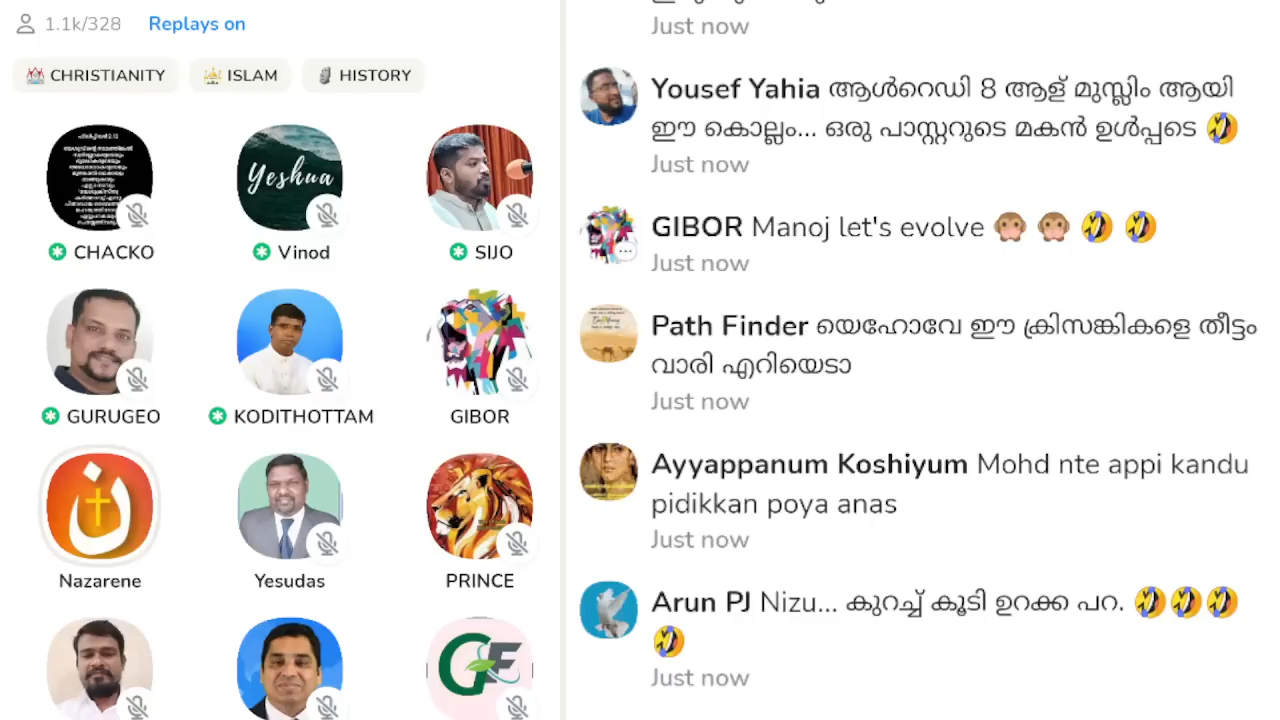 1.1k/328 Replays on
CHRISTIANITY ISLAM HISTORY
Yeshua
CHACKO Vinod SIJO
GURUGEO KODITHOTTAM GIBOR
ن
Nazarene Yesudas PRINCE
GF
Just now
Yousef Yahia ആൾറെഡി 8 ആള് മുസ്ലിം ആയി
ഈ കൊല്ലം... ഒരു പാസ്റ്ററുടെ മകൻ ഉൾപ്പടെ 🤣
Just now
GIBOR Manoj let's evolve 🙊 🙊 🤣 🤣
Just now
Path Finder യെഹോവേ ഈ ക്രിസങ്കികളെ തീട്ടം
വാരി എറിയെടാ
Just now
Ayyappanum Koshiyum Mohd nte appi kandu
pidikkan poya anas
Just now
Arun PJ Nizu... കുറച്ച് കൂടി ഉറക്ക പറ. 🤣🤣🤣
🤣
Just now